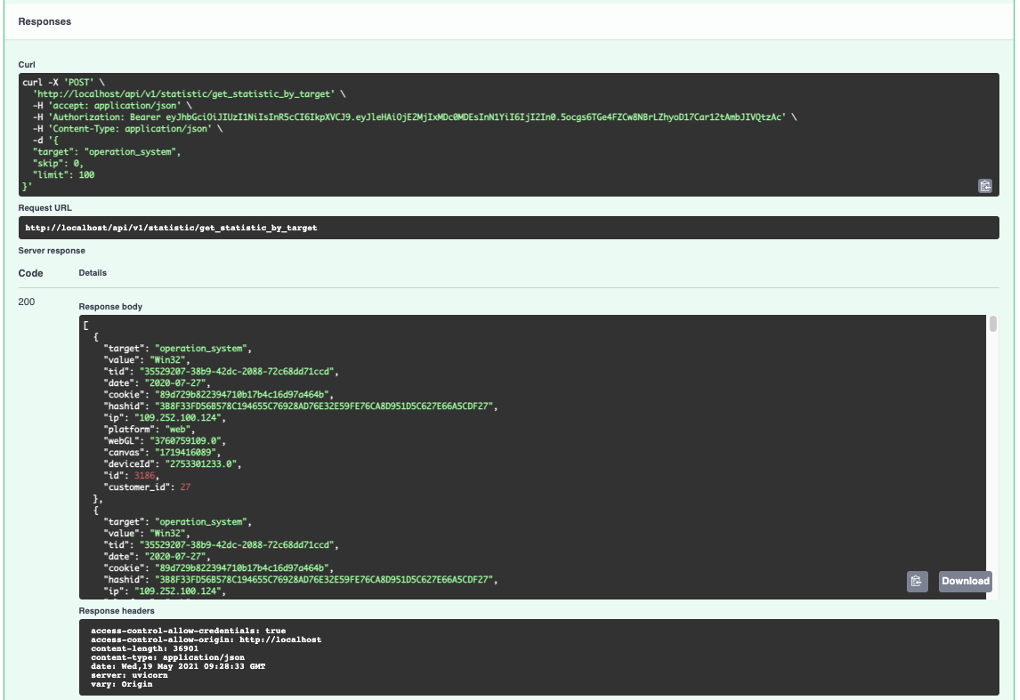 Responses
Curl
curl -X 'POST' \
'http://localhost/api/v1/statistic/get_statistic_by_target' \
-H 'accept: application/json' \
-H 'Authorization: Bearer eyJhbGciOiJIUzI1NiIsInR5cCI6IkpXVCJ9.eyJleHAiOjE2MjIxMDc0MDEsInN1YiI6IjI2In0.5ocgs6TGe4FZCw8NBrLZhyoD17Car12tAmbJIVQtzAc' \
-H 'Content-Type: application/json' \
-d '{
"target": "operation_system",
"skip": 0,
"limit": 100
}'
Request URL
http://localhost/api/v1/statistic/get_statistic_by_target
Server response
Code Details
200
Response body
[
{
"target": "operation_system",
"value": "Win32",
"tid": "35529207-38b9-42dc-2088-72c68dd71ccd",
"date": "2020-07-27",
"cookie": "89d729b822394710b17b4c16d97a464b",
"hashid": "3B8F33FD56B578C194655C76928AD76E32E59FE76CA8D951D5C627E66A5CDF27",
"ip": "109.252.100.124",
"platform": "web",
"webGL": "3760759109.0",
"canvas": "1719416089",
"deviceId": "2753301233.0",
"id": 3186,
"customer_id": 27
},
{
"target": "operation_system",
"value": "Win32",
"tid": "35529207-38b9-42dc-2088-72c68dd71ccd",
"date": "2020-07-27",
"cookie": "89d729b822394710b17b4c16d97a464b",
"hashid": "3B8F33FD56B578C194655C76928AD76E32E59FE76CA8D951D5C627E66A5CDF27",
"ip": "109.252.100.124",
Download
Response headers
access-control-allow-credentials: true
access-control-allow-origin: http://localhost
content-length: 36901
content-type: application/json
date: Wed,19 May 2021 09:28:33 GMT
server: uvicorn
vary: Origin